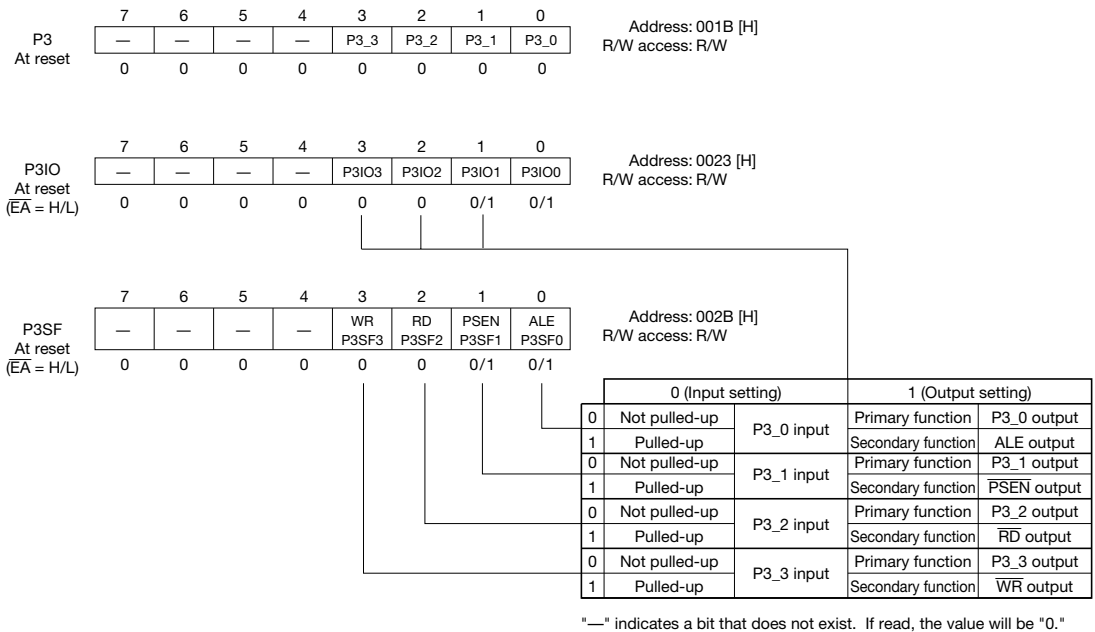 7 6 5 4 3 2 1 0
P3 — — — — P3_3 P3_2 P3_1 P3_0
At reset 0 0 0 0 0 0 0 0
Address: 001B [H]
R/W access: R/W
7 6 5 4 3 2 1 0
P3IO — — — — P3IO3 P3IO2 P3IO1 P3IO0
At reset
(E̅A̅ = H/L) 0 0 0 0 0 0 0/1 0/1
Address: 0023 [H]
R/W access: R/W
7 6 5 4 3 2 1 0
WR RD PSEN ALE
P3SF — — — — P3SF3 P3SF2 P3SF1 P3SF0
At reset
(E̅A̅ = H/L) 0 0 0 0 0 0 0/1 0/1
Address: 002B [H]
R/W access: R/W
0 (Input setting) 1 (Output setting)
0 Not pulled-up P3_0 input Primary function P3_0 output
1 Pulled-up Secondary function ALE output
0 Not pulled-up P3_1 input Primary function P3_1 output
1 Pulled-up Secondary function P̅S̅E̅N̅ output
0 Not pulled-up P3_2 input Primary function P3_2 output
1 Pulled-up Secondary function R̅D̅ output
0 Not pulled-up P3_3 input Primary function P3_3 output
1 Pulled-up Secondary function W̅R̅ output
"—" indicates a bit that does not exist. If read, the value will be "0."